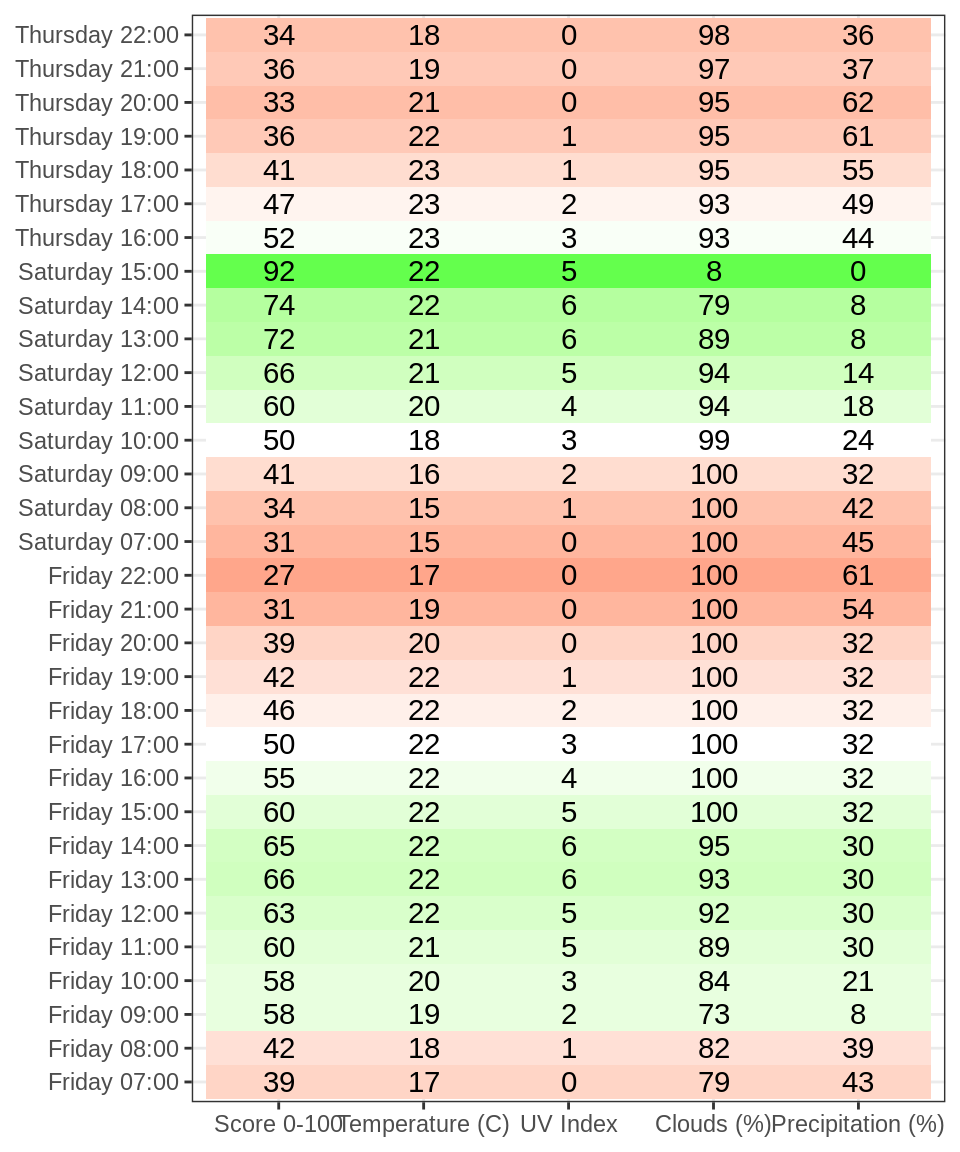 Thursday 22:00 34 18 0 98 36
Thursday 21:00 36 19 0 97 37
Thursday 20:00 33 21 0 95 62
Thursday 19:00 36 22 1 95 61
Thursday 18:00 41 23 1 95 55
Thursday 17:00 47 23 2 93 49
Thursday 16:00 52 23 3 93 44
Saturday 15:00 92 22 5 8 0
Saturday 14:00 74 22 6 79 8
Saturday 13:00 72 21 6 89 8
Saturday 12:00 66 21 5 94 14
Saturday 11:00 60 20 4 94 18
Saturday 10:00 50 18 3 99 24
Saturday 09:00 41 16 2 100 32
Saturday 08:00 34 15 1 100 42
Saturday 07:00 31 15 0 100 45
Friday 22:00 27 17 0 100 61
Friday 21:00 31 19 0 100 54
Friday 20:00 39 20 0 100 32
Friday 19:00 42 22 1 100 32
Friday 18:00 46 22 2 100 32
Friday 17:00 50 22 3 100 32
Friday 16:00 55 22 4 100 32
Friday 15:00 60 22 5 100 32
Friday 14:00 65 22 6 95 30
Friday 13:00 66 22 6 93 30
Friday 12:00 63 22 5 92 30
Friday 11:00 60 21 5 89 30
Friday 10:00 58 20 3 84 21
Friday 09:00 58 19 2 73 8
Friday 08:00 42 18 1 82 39
Friday 07:00 39 17 0 79 43
Score 0-100 Temperature (C) UV Index Clouds (%) Precipitation (%)